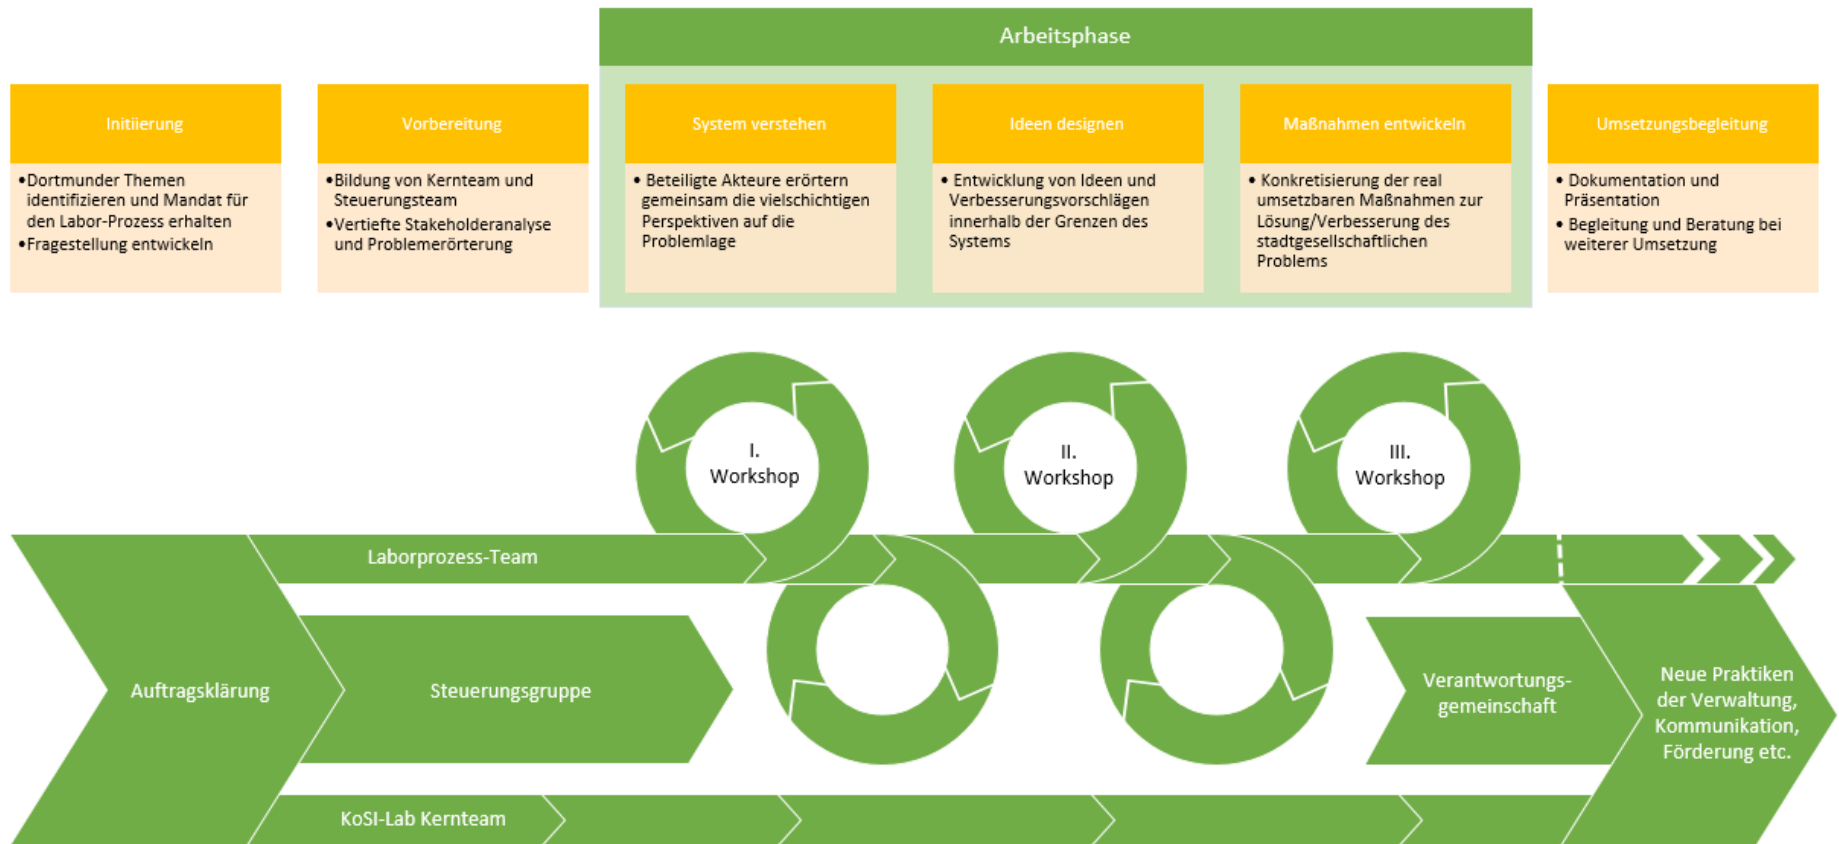 Arbeitsphase
Initiierung
•Dortmunder Themen
identifizieren und Mandat für
den Labor-Prozess erhalten
•Fragestellung entwickeln
Vorbereitung
•Bildung von Kernteam und
Steuerungsteam
•Vertiefte Stakeholderanalyse
und Problemerörterung
System verstehen
• Beteiligte Akteure erörtern
gemeinsam die vielschichtigen
Perspektiven auf die
Problemlage
Ideen designen
• Entwicklung von Ideen und
Verbesserungsvorschlägen
innerhalb der Grenzen des
Systems
Maßnahmen entwickeln
• Konkretisierung der real
umsetzbaren Maßnahmen zur
Lösung/Verbesserung des
stadtgesellschaftlichen
Problems
Umsetzungsbegleitung
• Dokumentation und
Präsentation
• Begleitung und Beratung bei
weiterer Umsetzung
I.
Workshop
II.
Workshop
III.
Workshop
Laborprozess-Team
Auftragsklärung
Steuerungsgruppe
Verantwortungs-
gemeinschaft
Neue Praktiken
der Verwaltung,
Kommunikation,
Förderung etc.
KoSI-Lab Kernteam